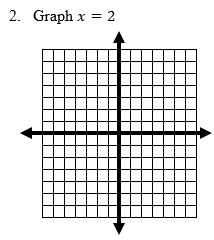 2. Graph x = 2